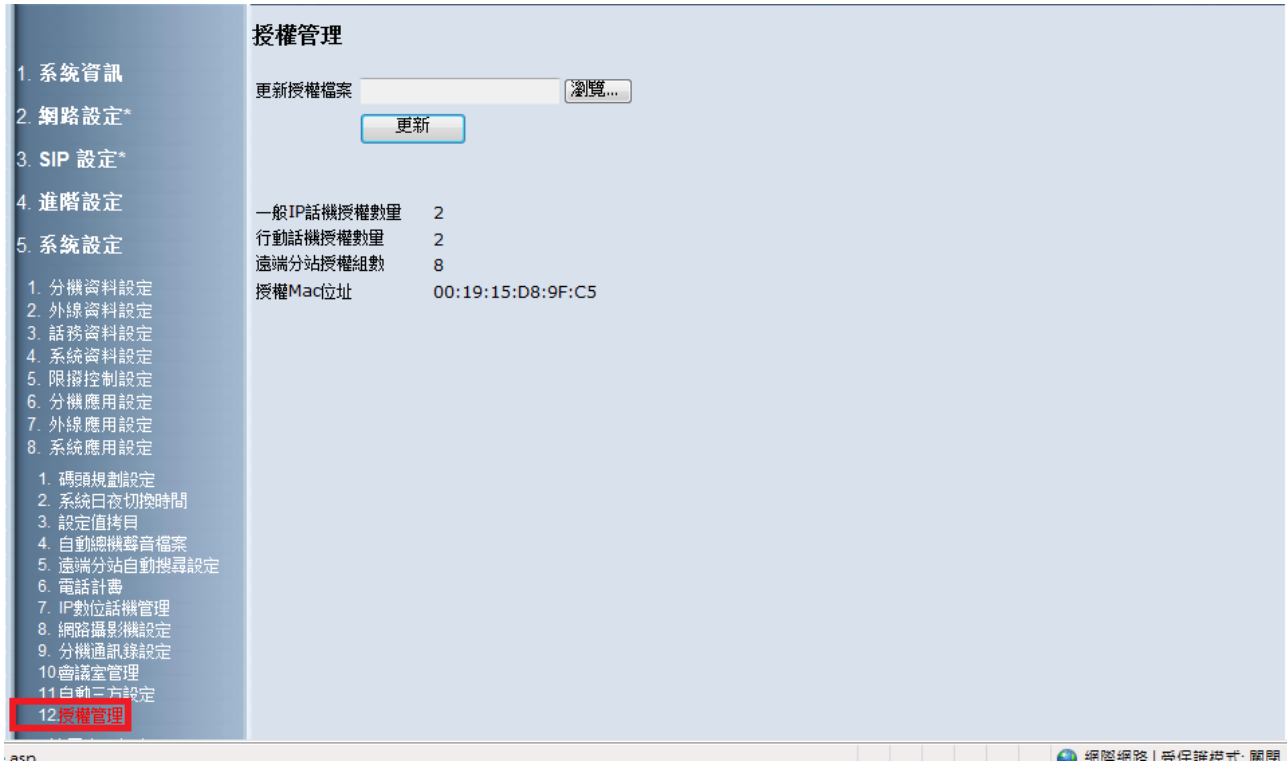 授權管理
1. 系統資訊
2. 網路設定*
3. SIP 設定*
4. 進階設定
5. 系統設定
1. 分機資料設定
2. 外線資料設定
3. 話務資料設定
4. 系統資料設定
5. 限撥控制設定
6. 分機應用設定
7. 外線應用設定
8. 系統應用設定
1. 碼頭規劃設定
2. 系統日夜切換時間
3. 設定值拷貝
4. 自動總機聲音檔案
5. 遠端分站自動搜尋設定
6. 電話計費
7. IP數位話機管理
8. 網路攝影機設定
9. 分機通訊錄設定
10會議室管理
11自動三方設定
12授權管理
更新授權檔案 瀏覽...
更新
一般IP話機授權數量 2
行動話機授權數量 2
遠端分站授權組數 8
授權Mac位址 00:19:15:D8:9F:C5
asp
網際網路 | 受保護模式: 關閉